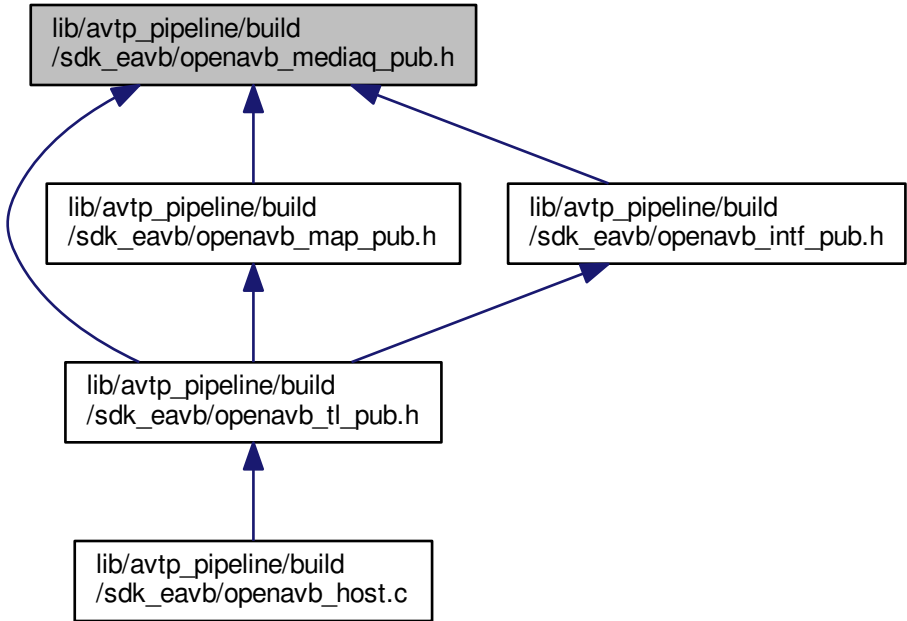 lib/avtp_pipeline/build
/sdk_eavb/openavb_mediaq_pub.h
lib/avtp_pipeline/build
/sdk_eavb/openavb_map_pub.h
lib/avtp_pipeline/build
/sdk_eavb/openavb_intf_pub.h
lib/avtp_pipeline/build
/sdk_eavb/openavb_tl_pub.h
lib/avtp_pipeline/build
/sdk_eavb/openavb_host.c